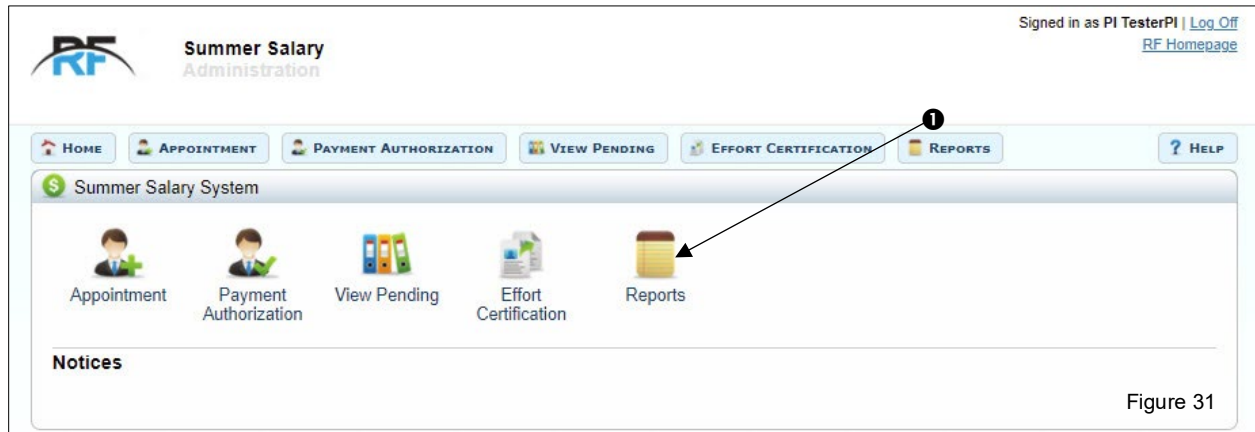 Signed in as PI TesterPI | Log Off
RF Homepage
RF
Summer Salary
Administration
❶
HOME APPOINTMENT PAYMENT AUTHORIZATION VIEW PENDING EFFORT CERTIFICATION REPORTS ? HELP
$ Summer Salary System
Appointment Payment View Pending Effort Reports
Authorization Certification
Notices
Figure 31